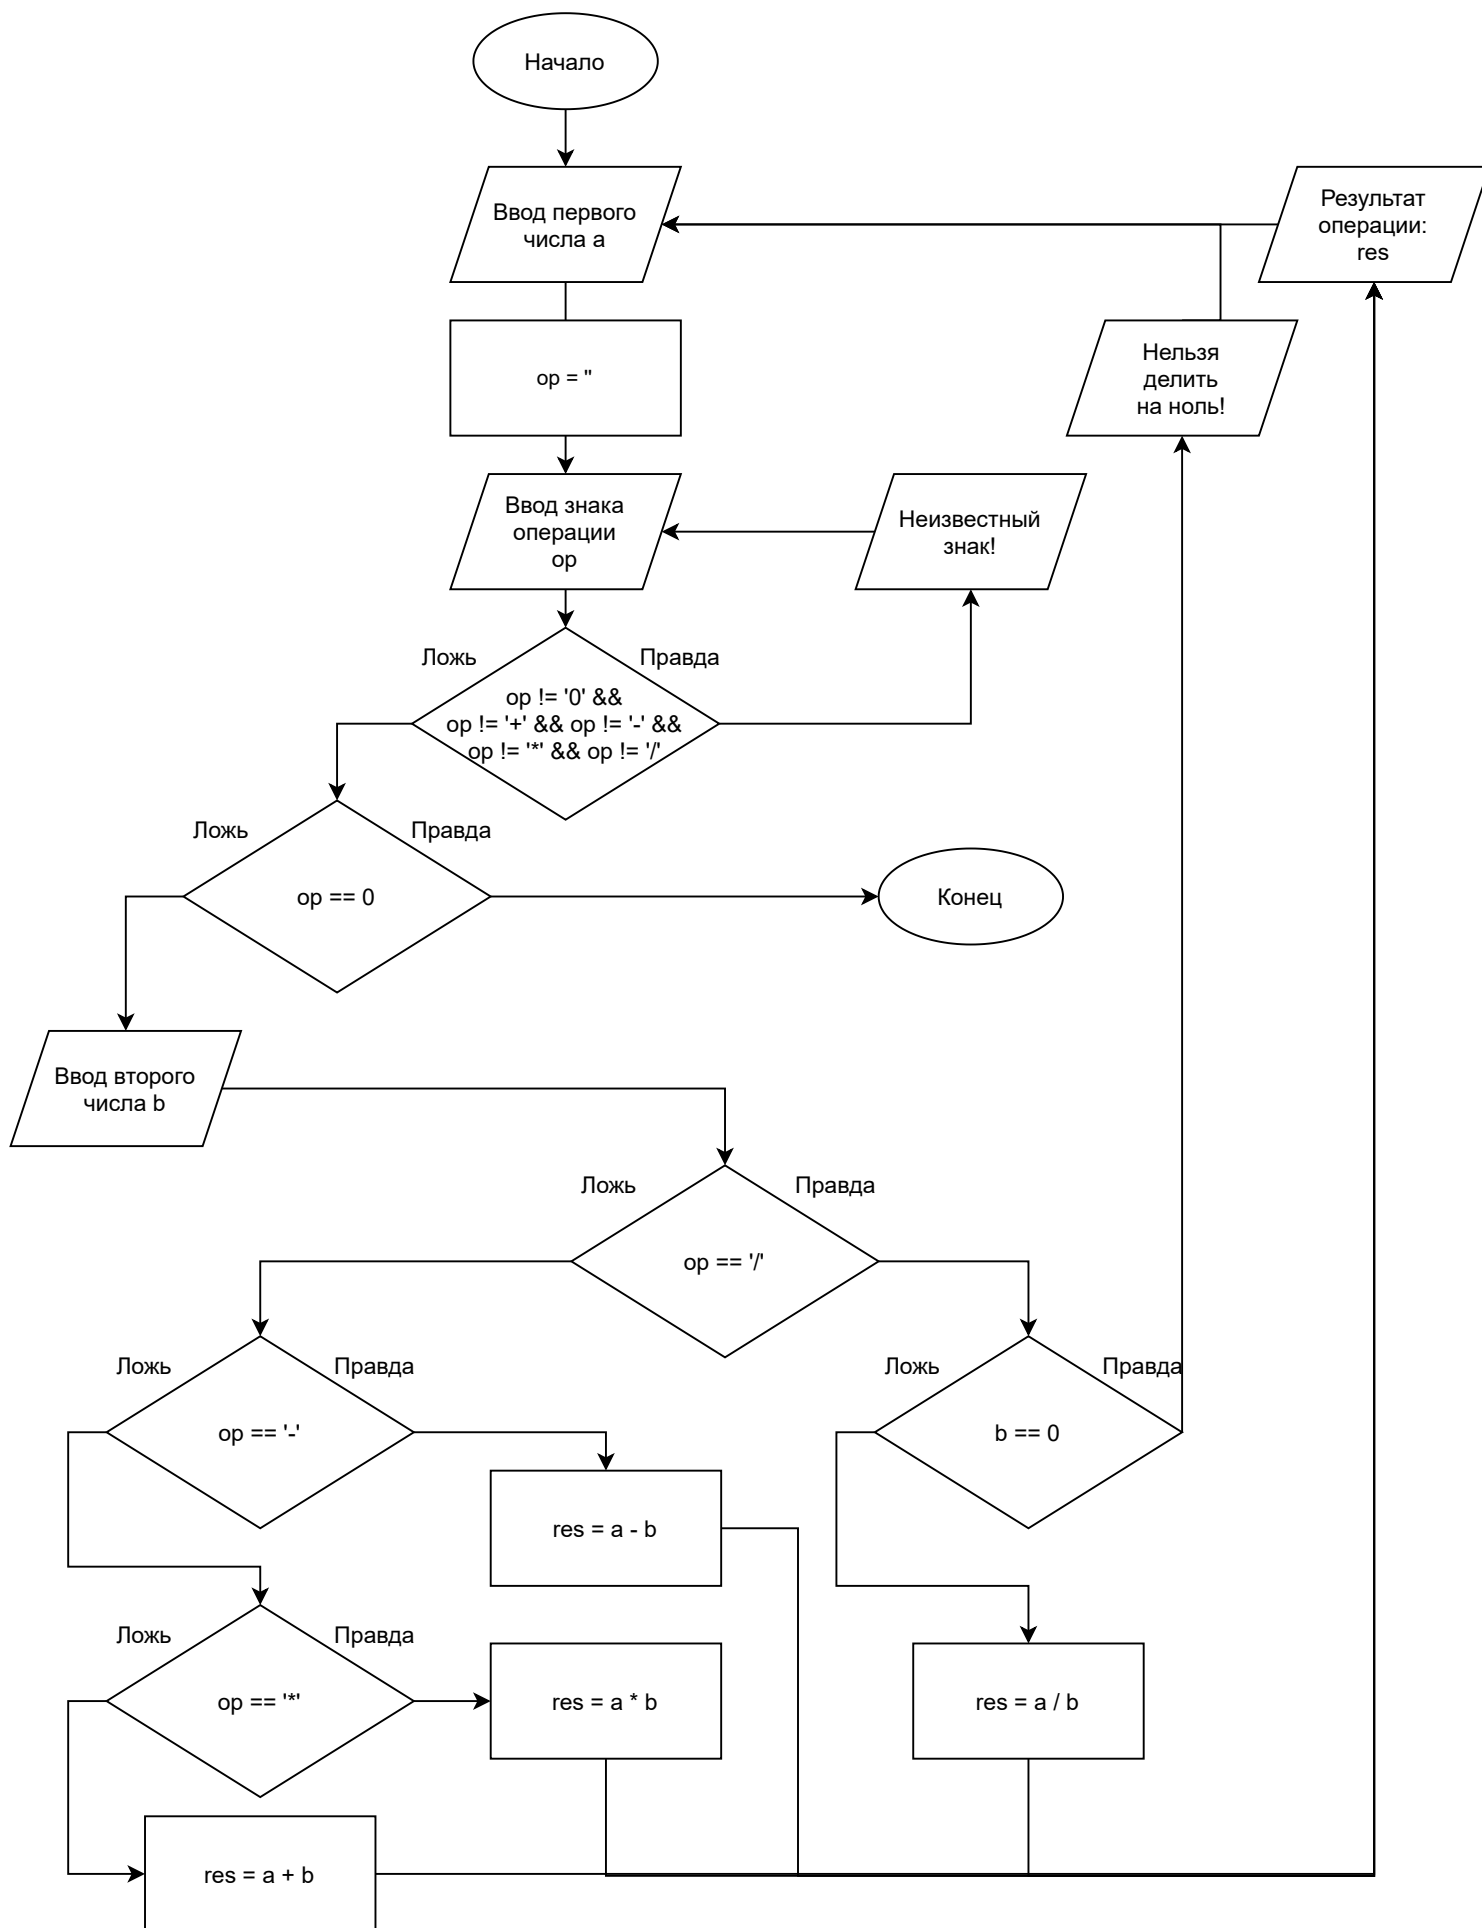 Начало
Ввод первого
числа a
Результат
операции:
res
op = ''
Нельзя
делить
на ноль!
Ввод знака
операции
op
Неизвестный
знак!
Ложь
Правда
op != '0' &&
op != '+' && op != '-' &&
op != '*' && op != '/'
Ложь
Правда
op == 0
Конец
Ввод второго
числа b
Ложь
Правда
op == '/'
Ложь
Правда
op == '-'
Ложь
Правда
b == 0
res = a - b
Ложь
Правда
op == '*'
res = a * b
res = a / b
res = a + b